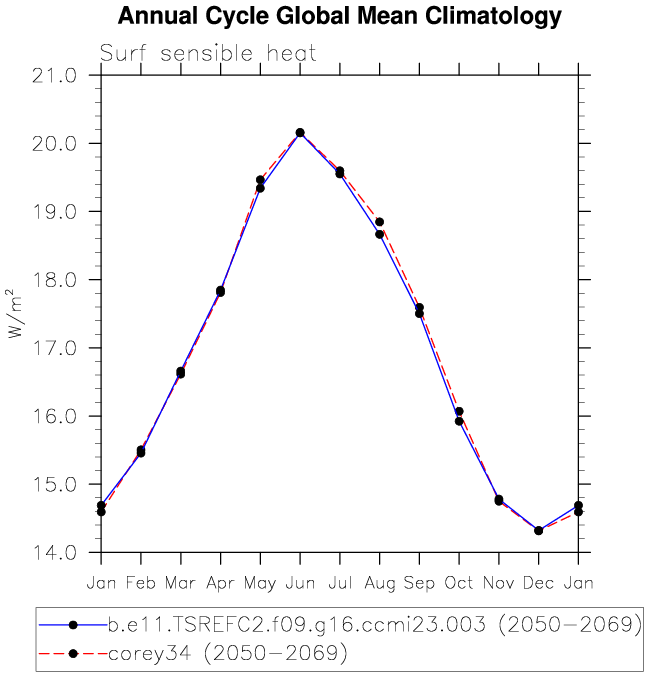 Annual Cycle Global Mean Climatology
Surf sensible heat
21.0
20.0
19.0
18.0
17.0
16.0
15.0
14.0
W/m²
Jan Feb Mar Apr May Jun Jul Aug Sep Oct Nov Dec Jan
b.e11.TSREFC2.f09.g16.ccmi23.003 (2050-2069)
corey34 (2050-2069)